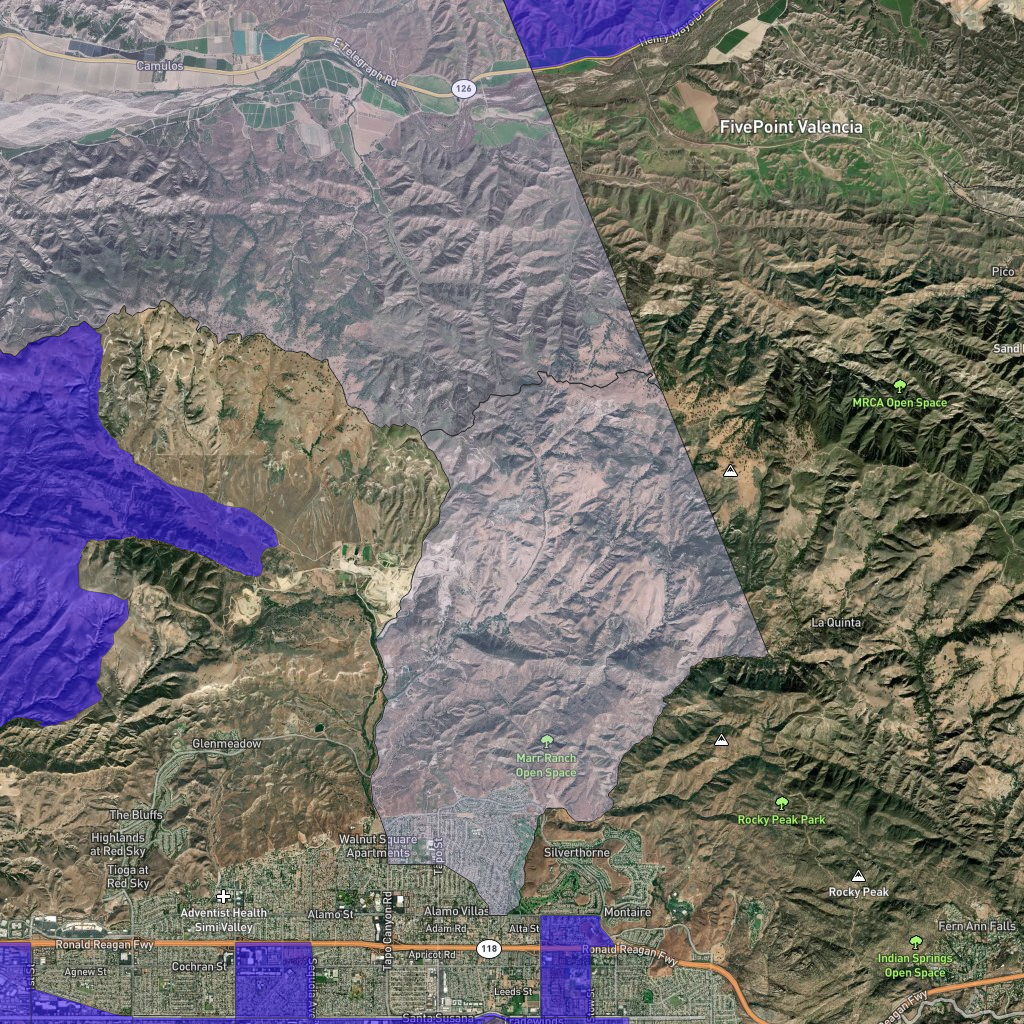 Henry Mayo Dr
E Telegraph Rd
Camulos
126
FivePoint Valencia
Pico
Sand
MRCA Open Space
La Quinta
Glenmeadow
Marr Ranch
Open Space
The Bluffs
Rocky Peak Park
Highlands
at Red Sky
Walnut Square
Apartments
Tapo St
Silverthorne
Tioga at
Red Sky
Rocky Peak
Adventist Health
Simi Valley
Alamo St
Tapo Canyon Rd
Alamo Villas
Montaire
Adam Rd
Alta St
Fern Ann Falls
Ronald Reagan Fwy
118
Ronald Reagan Fwy
Apricot Rd
Indian Springs
Open Space
Agnew St
Cochran St
Leeds St
Reagan Fwy
Santa Susana
Tradewinds